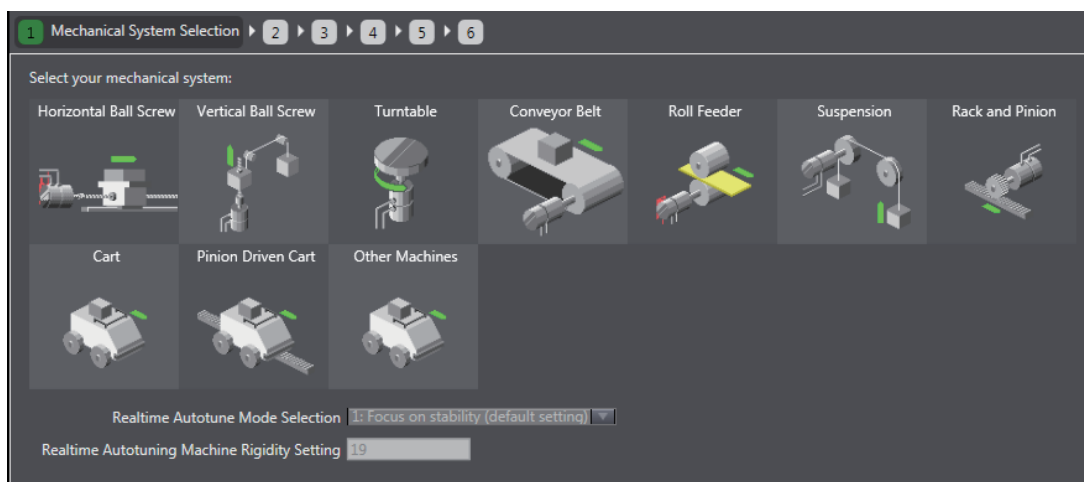 1 Mechanical System Selection 2 3 4 5 6
Select your mechanical system:
Horizontal Ball Screw Vertical Ball Screw Turntable Conveyor Belt Roll Feeder Suspension Rack and Pinion
Cart Pinion Driven Cart Other Machines
Realtime Autotune Mode Selection 1: Focus on stability (default setting)
Realtime Autotuning Machine Rigidity Setting 19